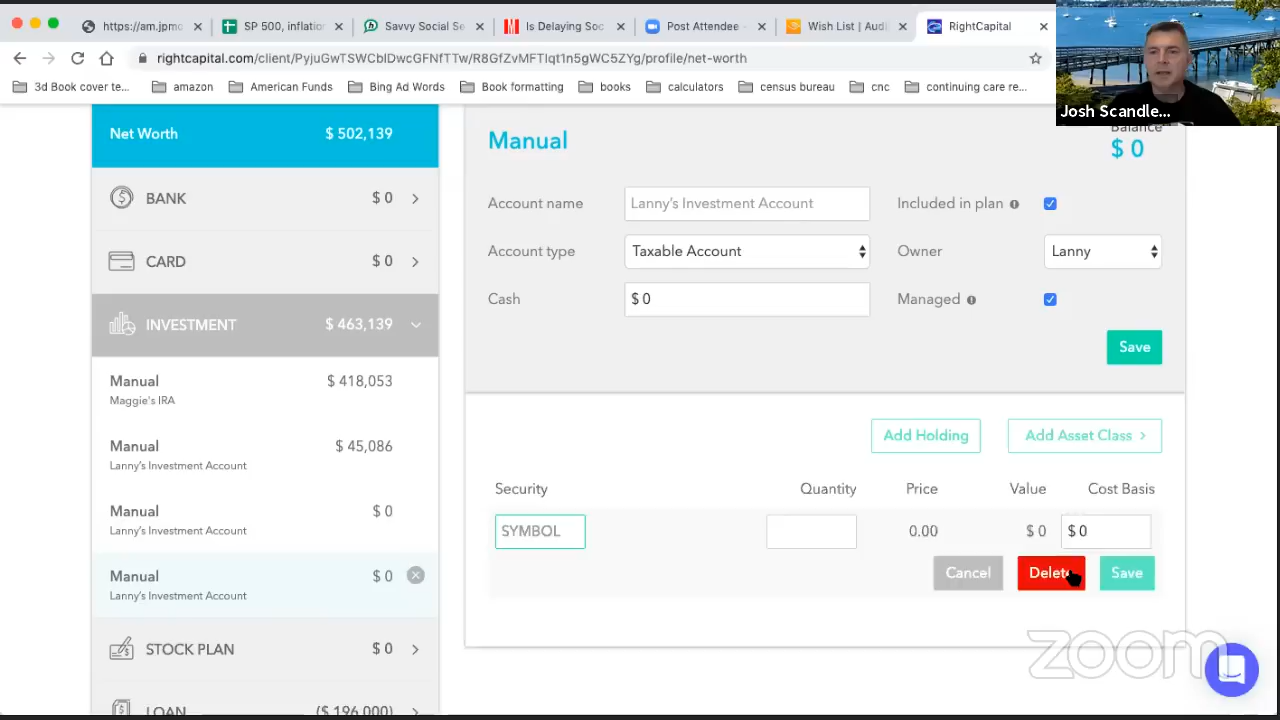 https://am.jpmo
SP 500, inflatio
Savvy Social Se
Is Delaying Soc
Post Attendee -
Wish List | Audi
RightCapital
rightcapital.com/client/PyjuGwTSWCblDwcGFNfTTw/R8GfZvMFTIqt1n5gWC5ZYg/profile/net-worth
3d Book cover te...
amazon
American Funds
Bing Ad Words
Book formatting
books
calculators
census bureau
cnc
continuing care re...
Josh Scandle...
Net Worth
$ 502,139
BANK
$ 0
CARD
$ 0
INVESTMENT
$ 463,139
Manual
$ 418,053
Maggie's IRA
Manual
$ 45,086
Lanny's Investment Account
Manual
$ 0
Lanny's Investment Account
Manual
$ 0
Lanny's Investment Account
STOCK PLAN
$ 0
LOAN
($ 196,000)
Manual
Balance
$ 0
Account name
Lanny's Investment Account
Included in plan
Account type
Taxable Account
Owner
Lanny
Cash
$ 0
Managed
Save
Add Holding
Add Asset Class
Security
Quantity
Price
Value
Cost Basis
SYMBOL
0.00
$ 0
$ 0
Cancel
Delete
Save
zoom